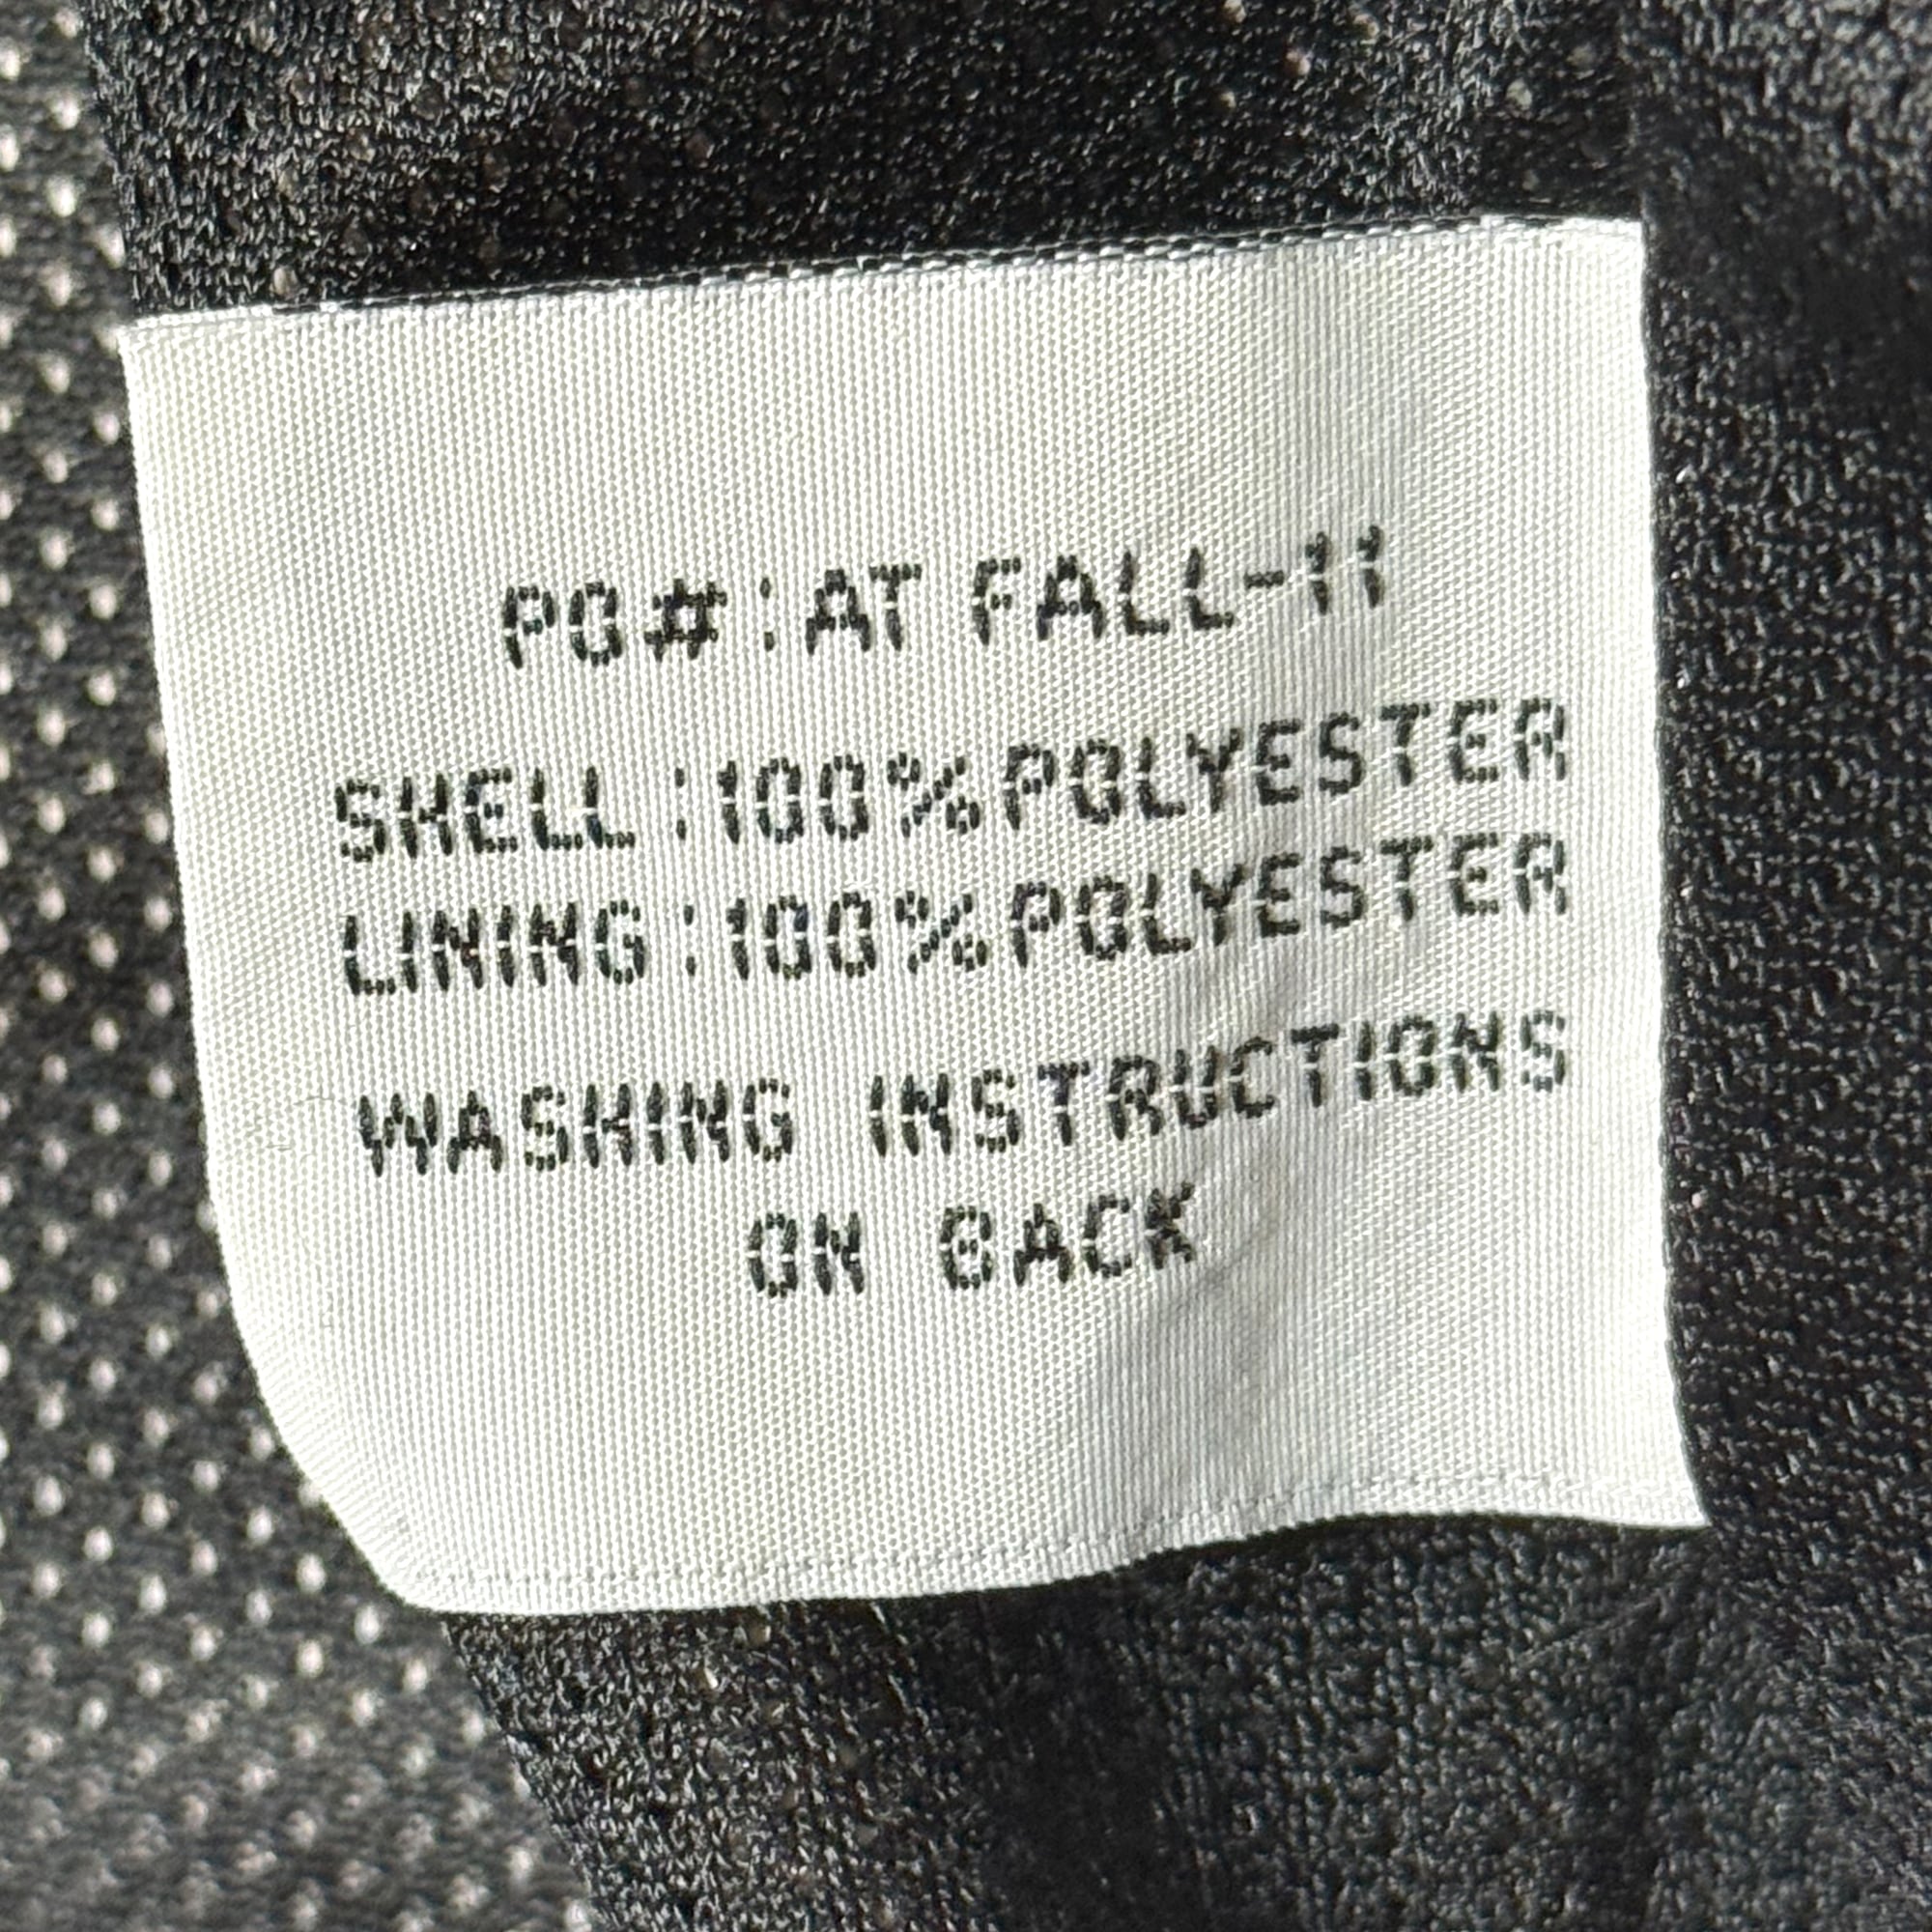 PO#:AT FALL-11
SHELL:100%POLYESTER
LINING:100%POLYESTER
WASHING INSTRUCTIONS
ON BACK